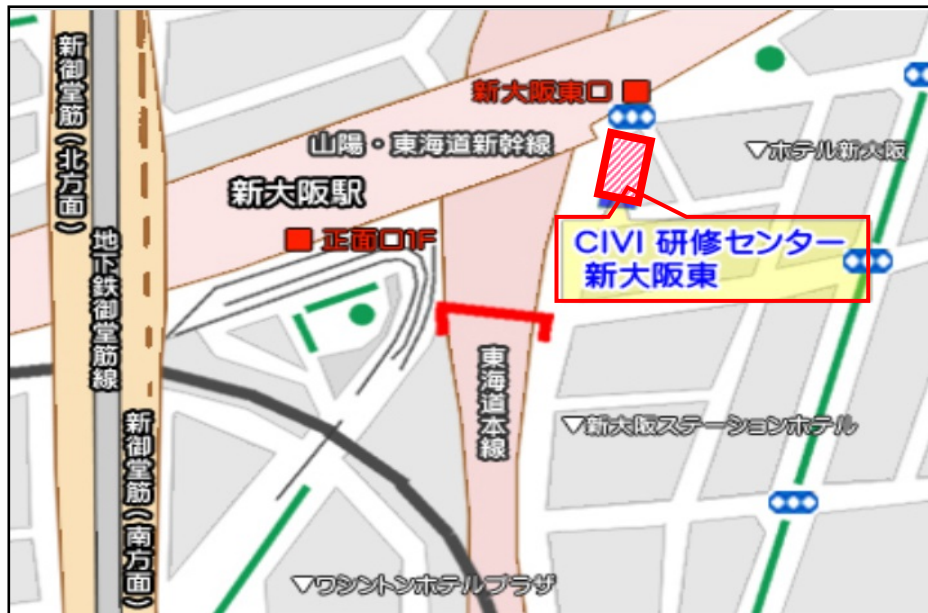 新御堂筋(北方面)
新大阪東口
山陽・東海道新幹線
▽ホテル新大阪
新大阪駅
正面口1F
CIVI 研修センター
新大阪東
地下鉄御堂筋線
東海道本線
新御堂筋(南方面)
▽新大阪ステーションホテル
▽ワシントンホテルプラザ